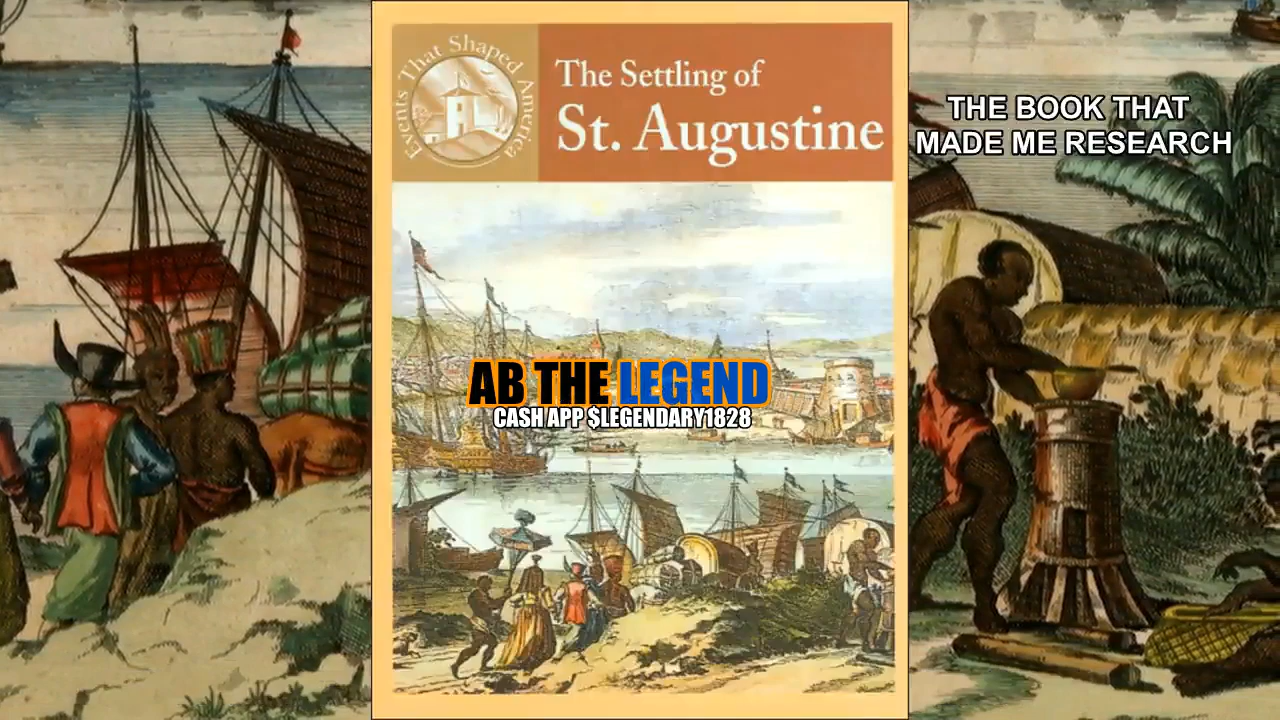 Events That Shaped America
The Settling of
St. Augustine
THE BOOK THAT
MADE ME RESEARCH
AB THE LEGEND
CASH APP $LEGENDARY1828